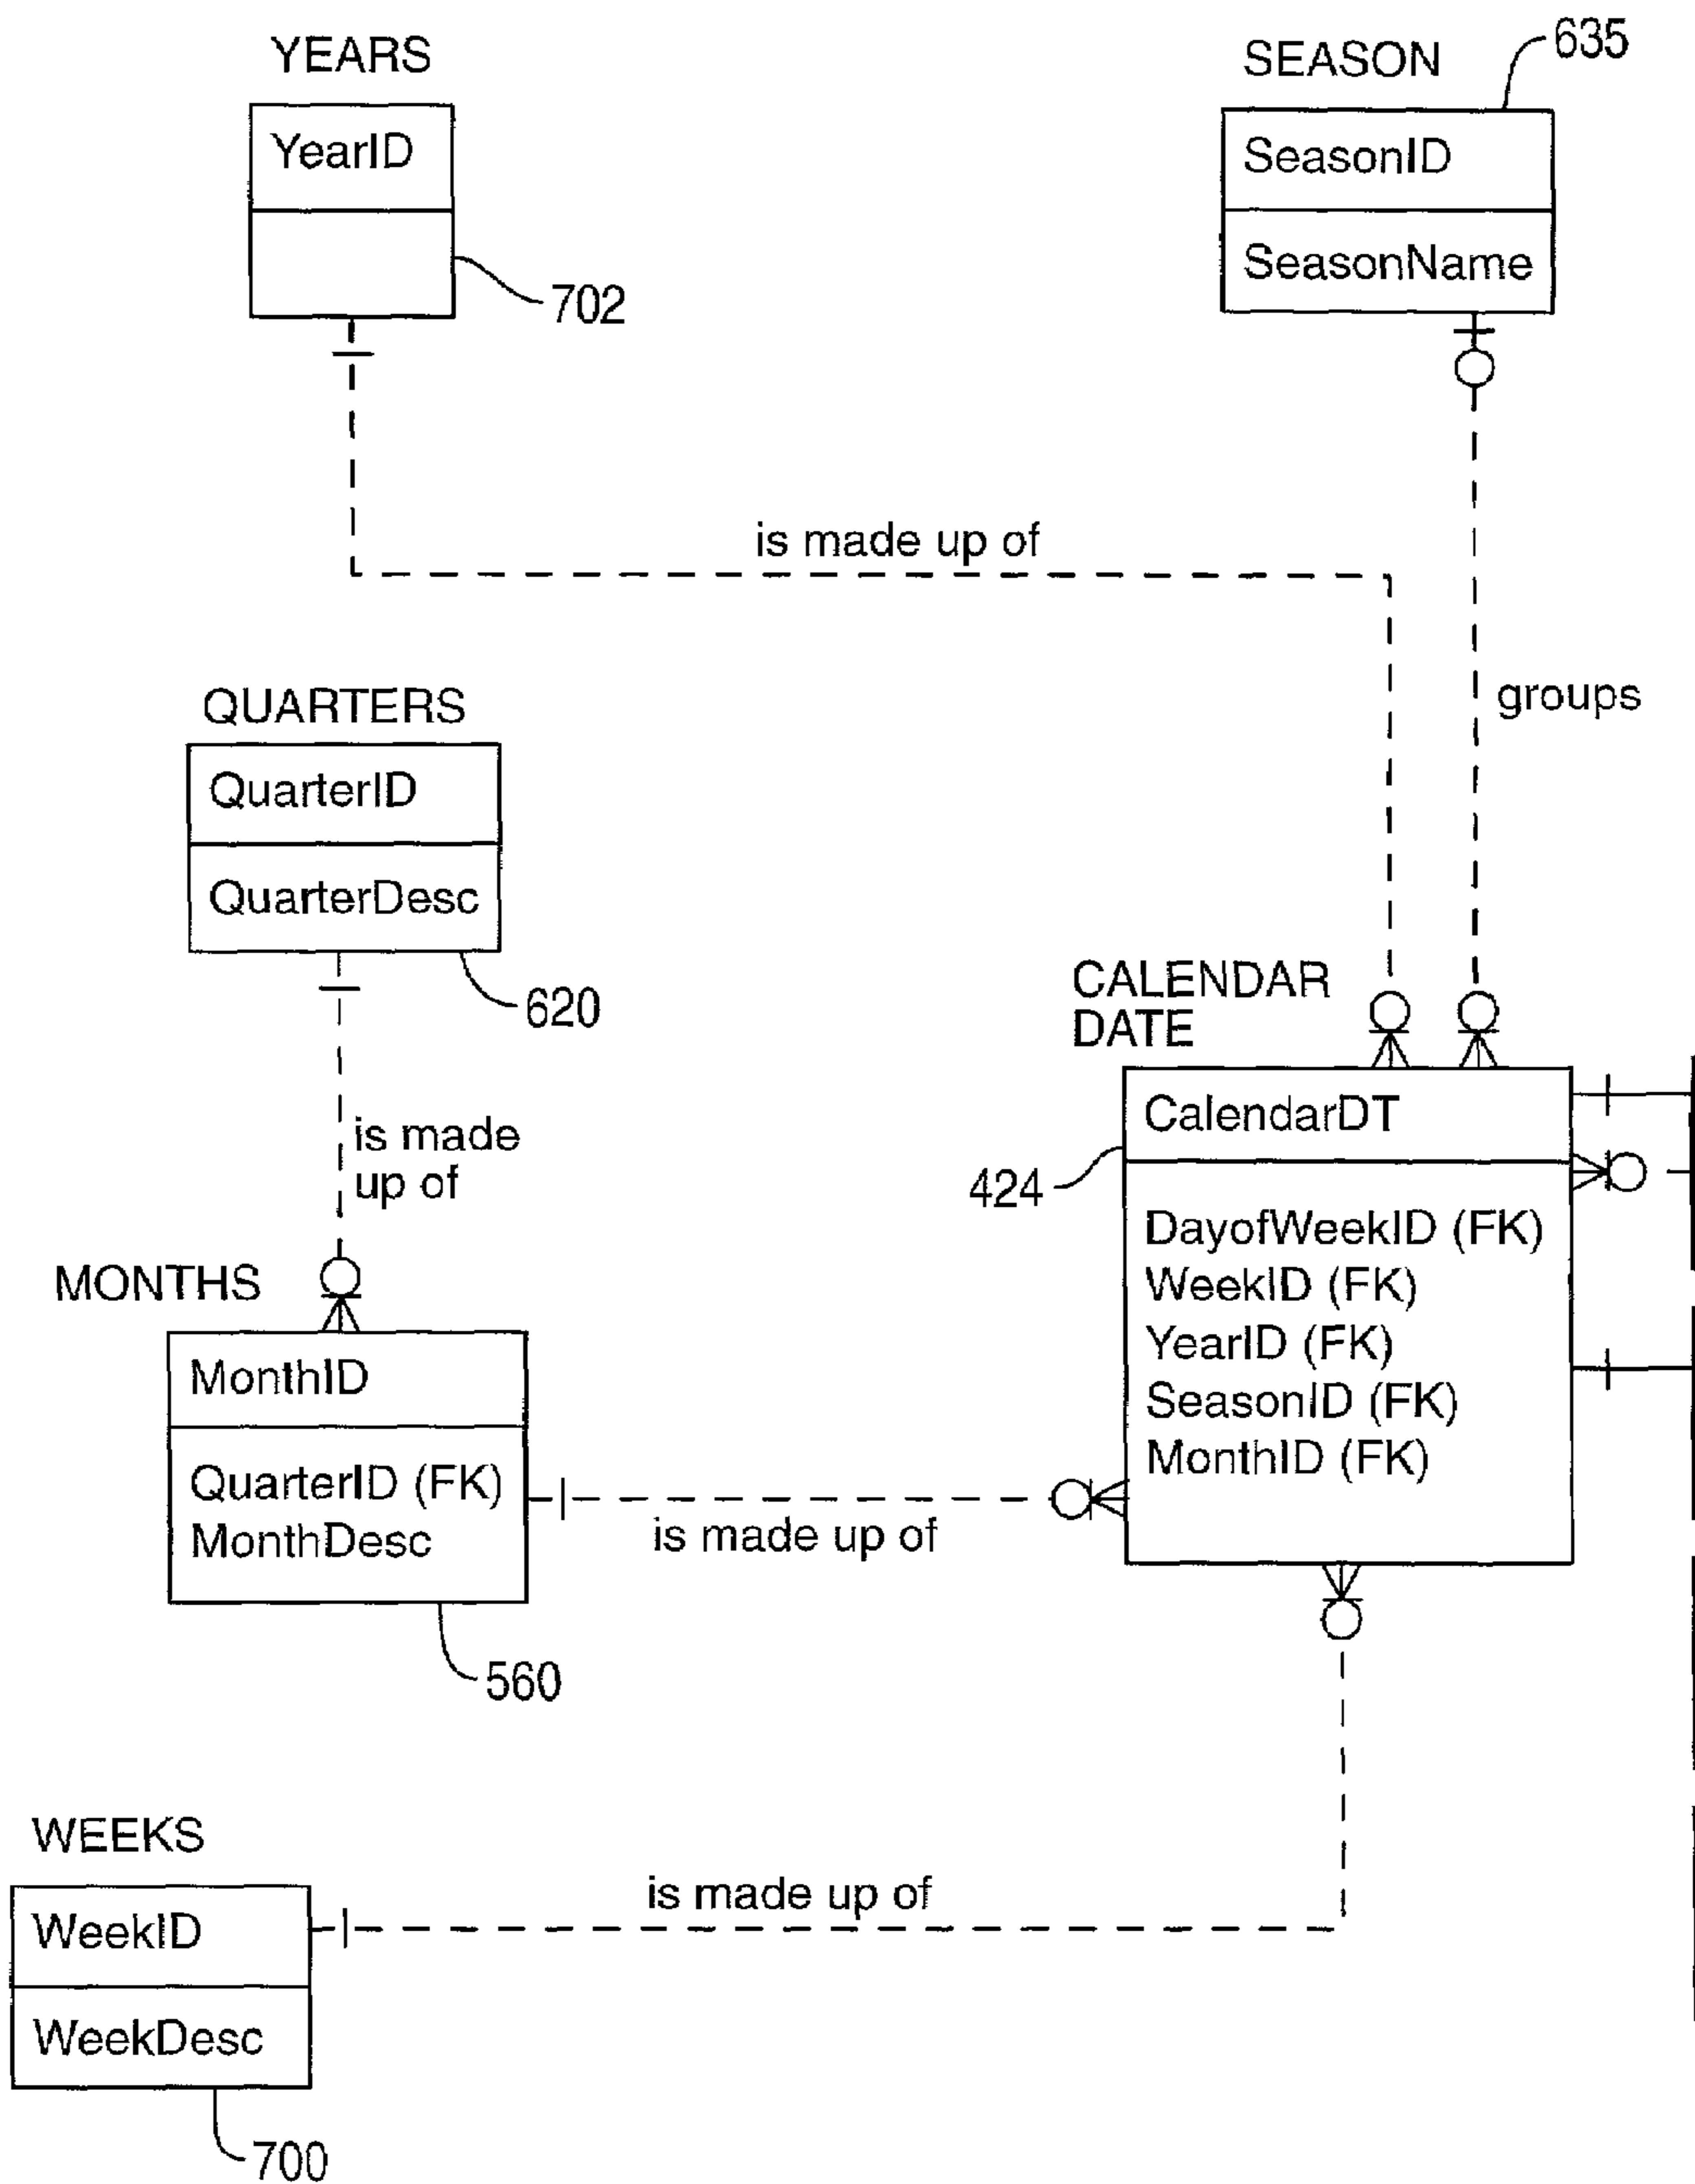 YEARS
YearID
702
SEASON
635
SeasonID
SeasonName
is made up of
groups
QUARTERS
QuarterID
QuarterDesc
620
is made
up of
MONTHS
MonthID
QuarterID (FK)
MonthDesc
560
is made up of
CALENDAR
DATE
CalendarDT
424
DayofWeekID (FK)
WeekID (FK)
YearID (FK)
SeasonID (FK)
MonthID (FK)
WEEKS
WeekID
WeekDesc
700
is made up of